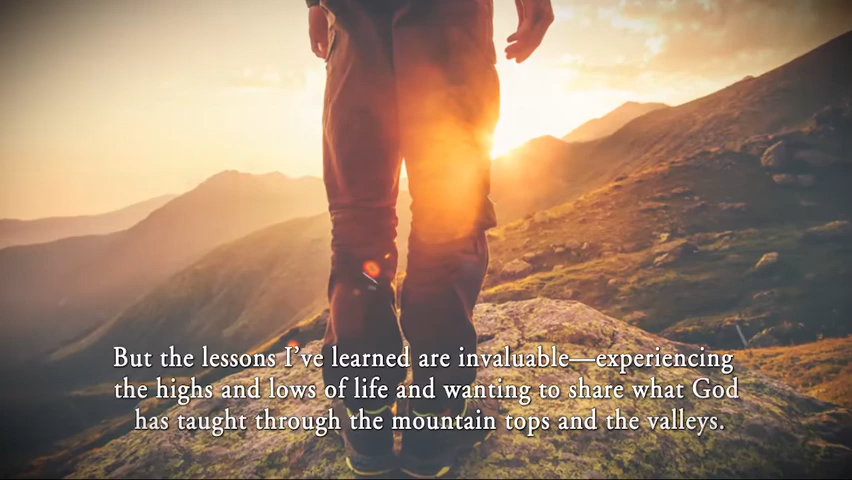 But the lessons I've learned are invaluable—experiencing
the highs and lows of life and wanting to share what God
has taught through the mountain tops and the valleys.